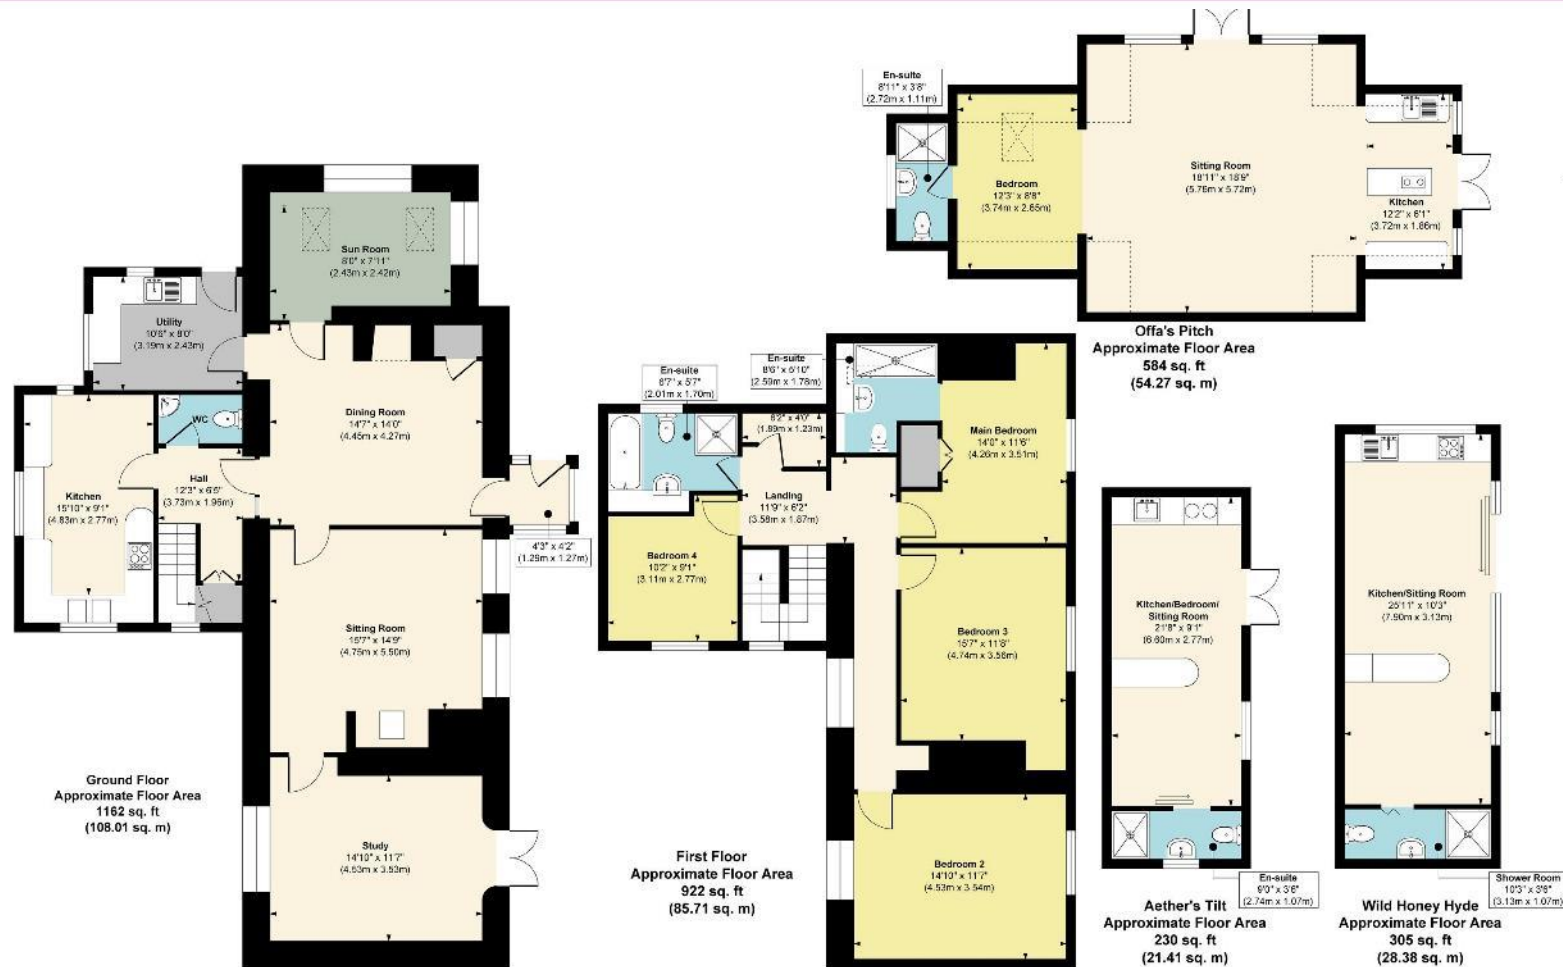 Sun Room
8'0" x 7'11"
(2.43m x 2.42m)
Utility
10'6" x 8'0"
(3.19m x 2.43m)
WC
Dining Room
14'7" x 14'0"
(4.45m x 4.27m)
Kitchen
15'10" x 9'1"
(4.83m x 2.77m)
Hall
12'3" x 6'5"
(3.73m x 1.96m)
4'3" x 4'2"
(1.29m x 1.27m)
Sitting Room
15'7" x 14'9"
(4.75m x 5.50m)
Study
14'10" x 11'7"
(4.53m x 3.53m)
Ground Floor
Approximate Floor Area
1162 sq. ft
(108.01 sq. m)
En-suite
6'7" x 5'7"
(2.01m x 1.70m)
En-suite
8'6" x 5'10"
(2.59m x 1.78m)
6'2" x 4'0"
(1.89m x 1.23m)
Main Bedroom
14'0" x 11'6"
(4.26m x 3.51m)
Landing
11'9" x 6'2"
(3.58m x 1.87m)
Bedroom 4
10'2" x 9'1"
(3.11m x 2.77m)
Bedroom 3
15'7" x 11'8"
(4.74m x 3.56m)
Bedroom 2
14'10" x 11'7"
(4.53m x 3.54m)
First Floor
Approximate Floor Area
922 sq. ft
(85.71 sq. m)
En-suite
8'11" x 3'8"
(2.72m x 1.11m)
Bedroom
12'3" x 8'8"
(3.74m x 2.65m)
Sitting Room
18'11" x 18'9"
(5.76m x 5.72m)
Kitchen
12'2" x 6'1"
(3.72m x 1.86m)
Offa's Pitch
Approximate Floor Area
584 sq. ft
(54.27 sq. m)
Kitchen/Bedroom/
Sitting Room
21'8" x 9'1"
(6.60m x 2.77m)
En-suite
9'0" x 3'6"
(2.74m x 1.07m)
Aether's Tilt
Approximate Floor Area
230 sq. ft
(21.41 sq. m)
Kitchen/Sitting Room
25'11" x 10'3"
(7.90m x 3.13m)
Shower Room
10'3" x 3'6"
(3.13m x 1.07m)
Wild Honey Hyde
Approximate Floor Area
305 sq. ft
(28.38 sq. m)